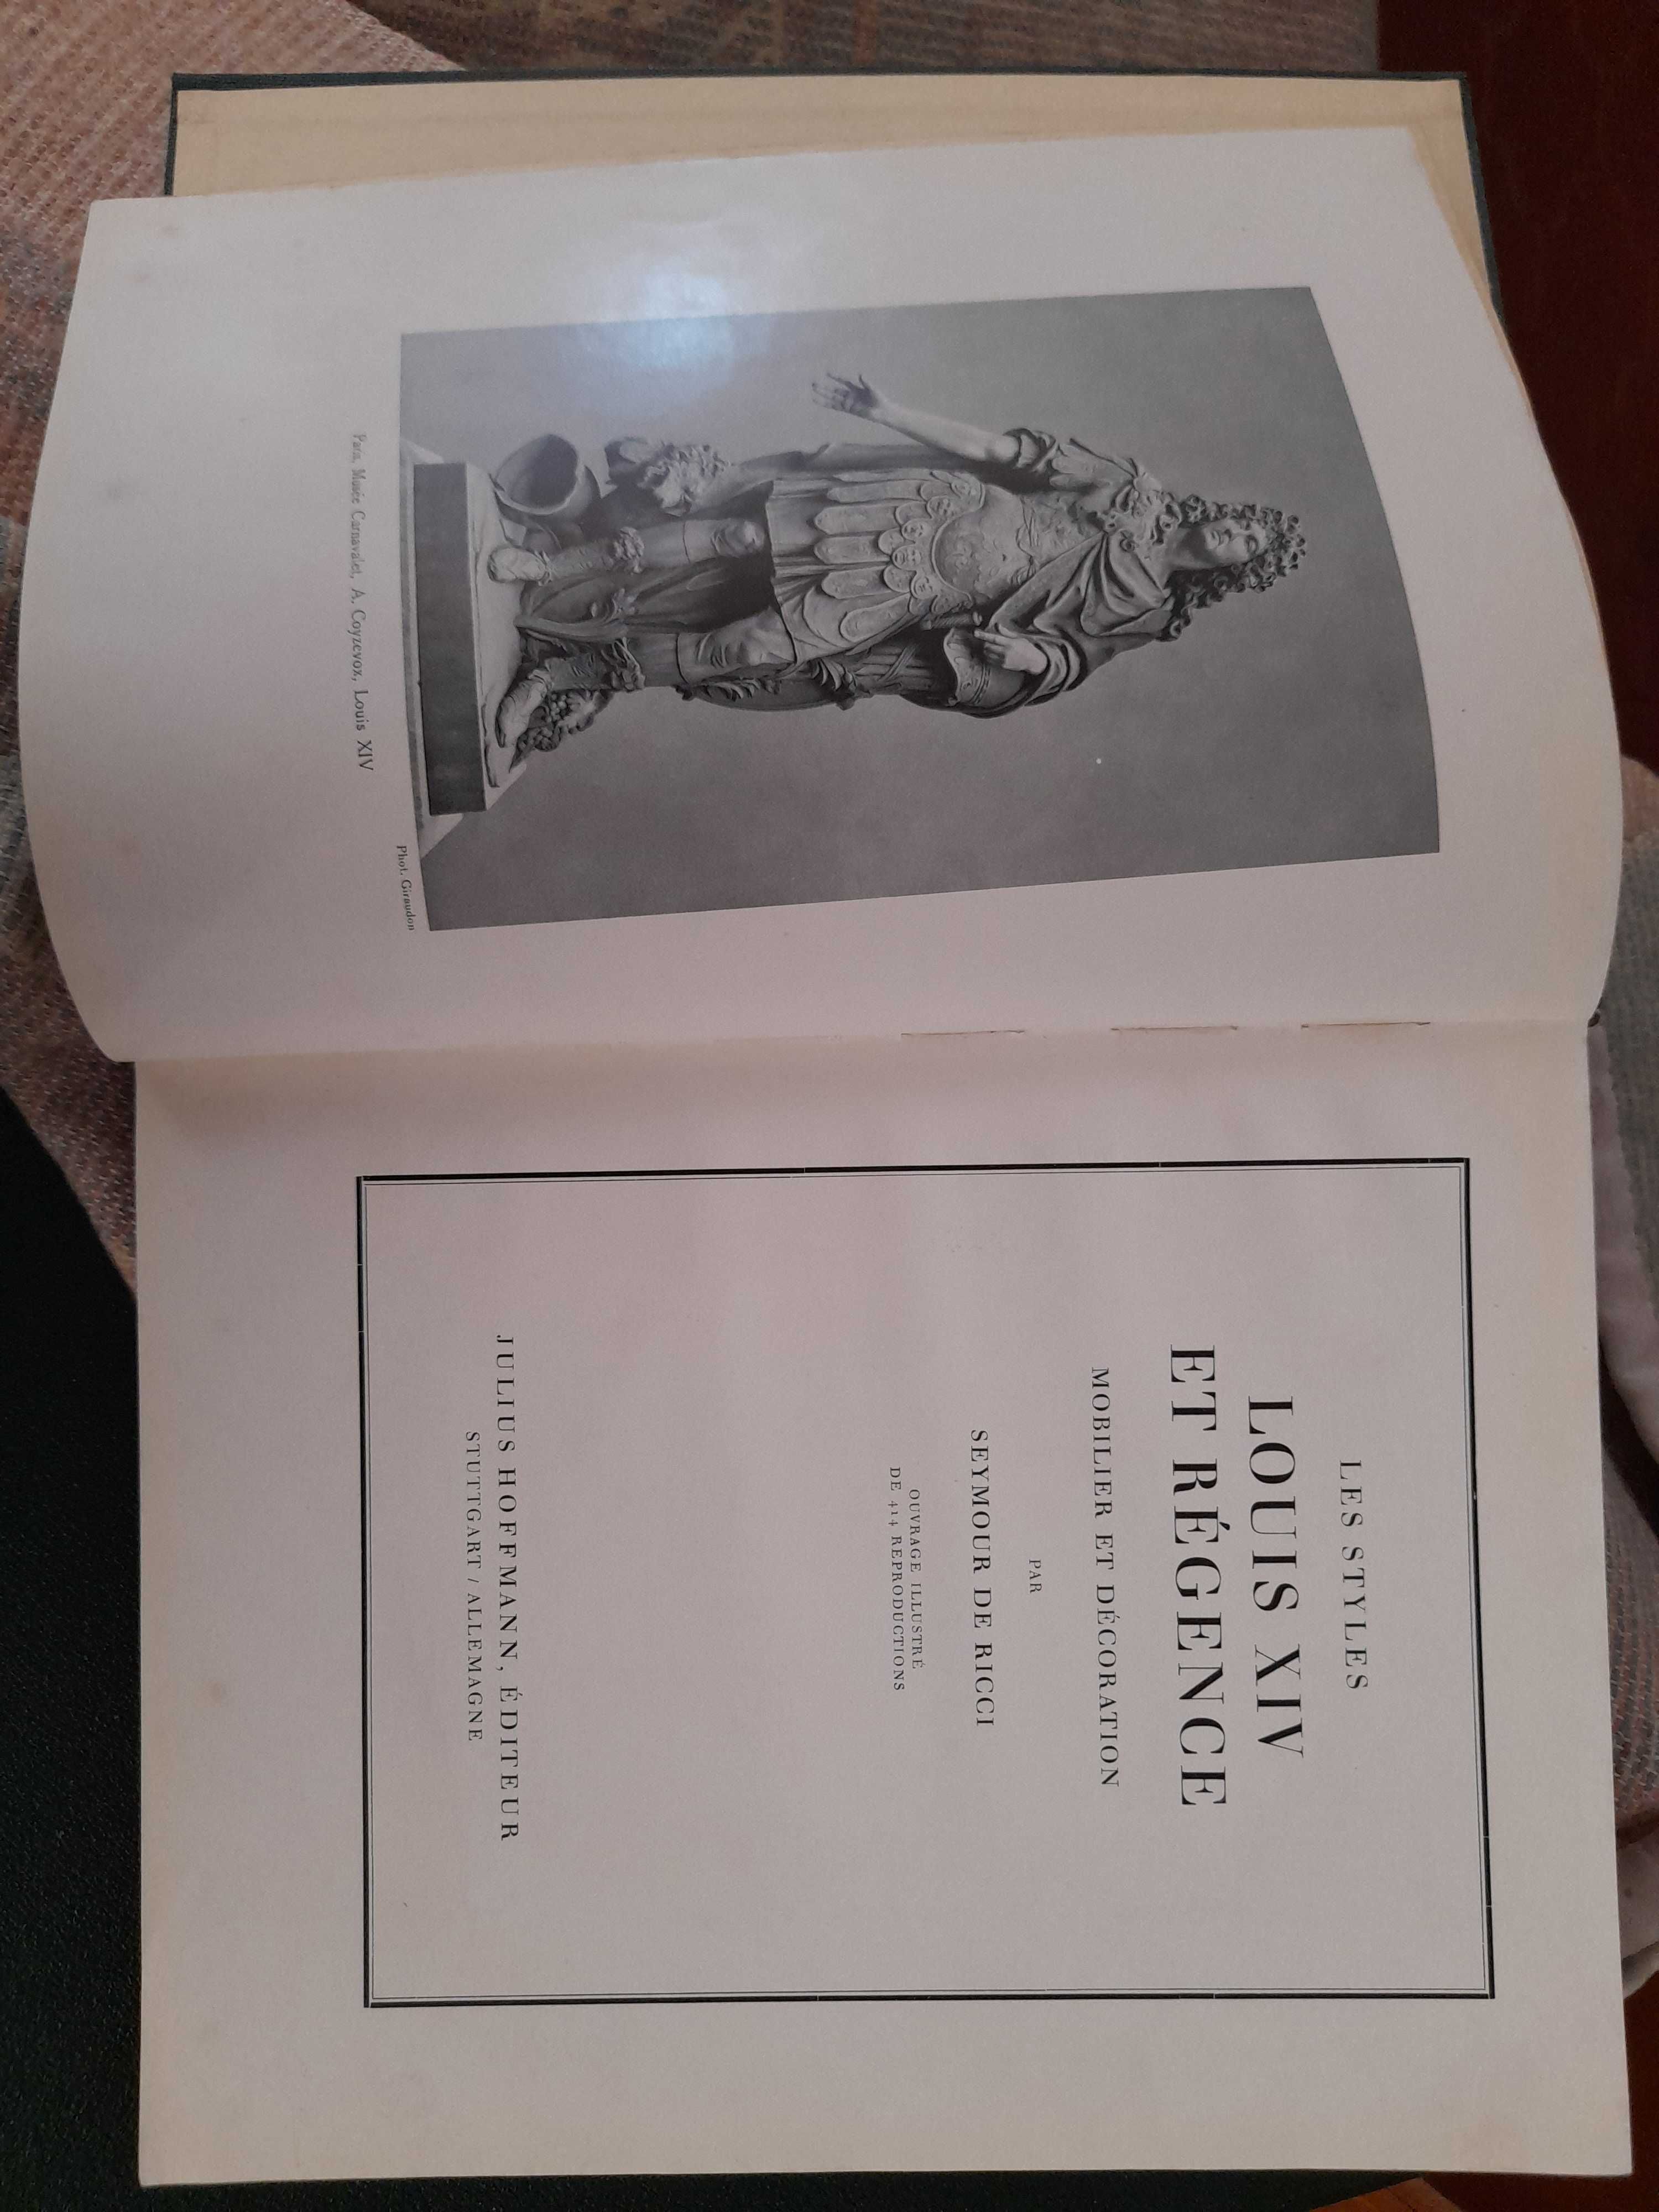 Paris, Musée Carnavalet, A. Coyzevox, Louis XIV
Phot. Giraudon
LES STYLES
LOUIS XIV
ET RÉGENCE
MOBILIER ET DÉCORATION
PAR
SEYMOUR DE RICCI
OUVRAGE ILLUSTRÉ
DE 414 REPRODUCTIONS
JULIUS HOFFMANN, ÉDITEUR
STUTTGART / ALLEMAGNE